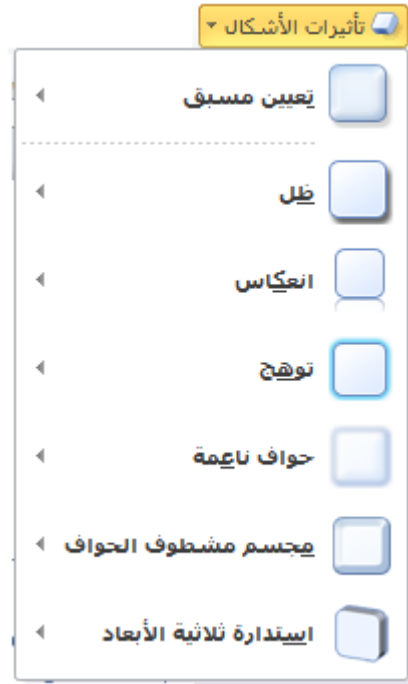 تأثيرات الأشكال
تعيين مسبق
ظل
انعكاس
توهج
حواف ناعمة
مجسم مشطوف الحواف
استدارة ثلاثية الأبعاد